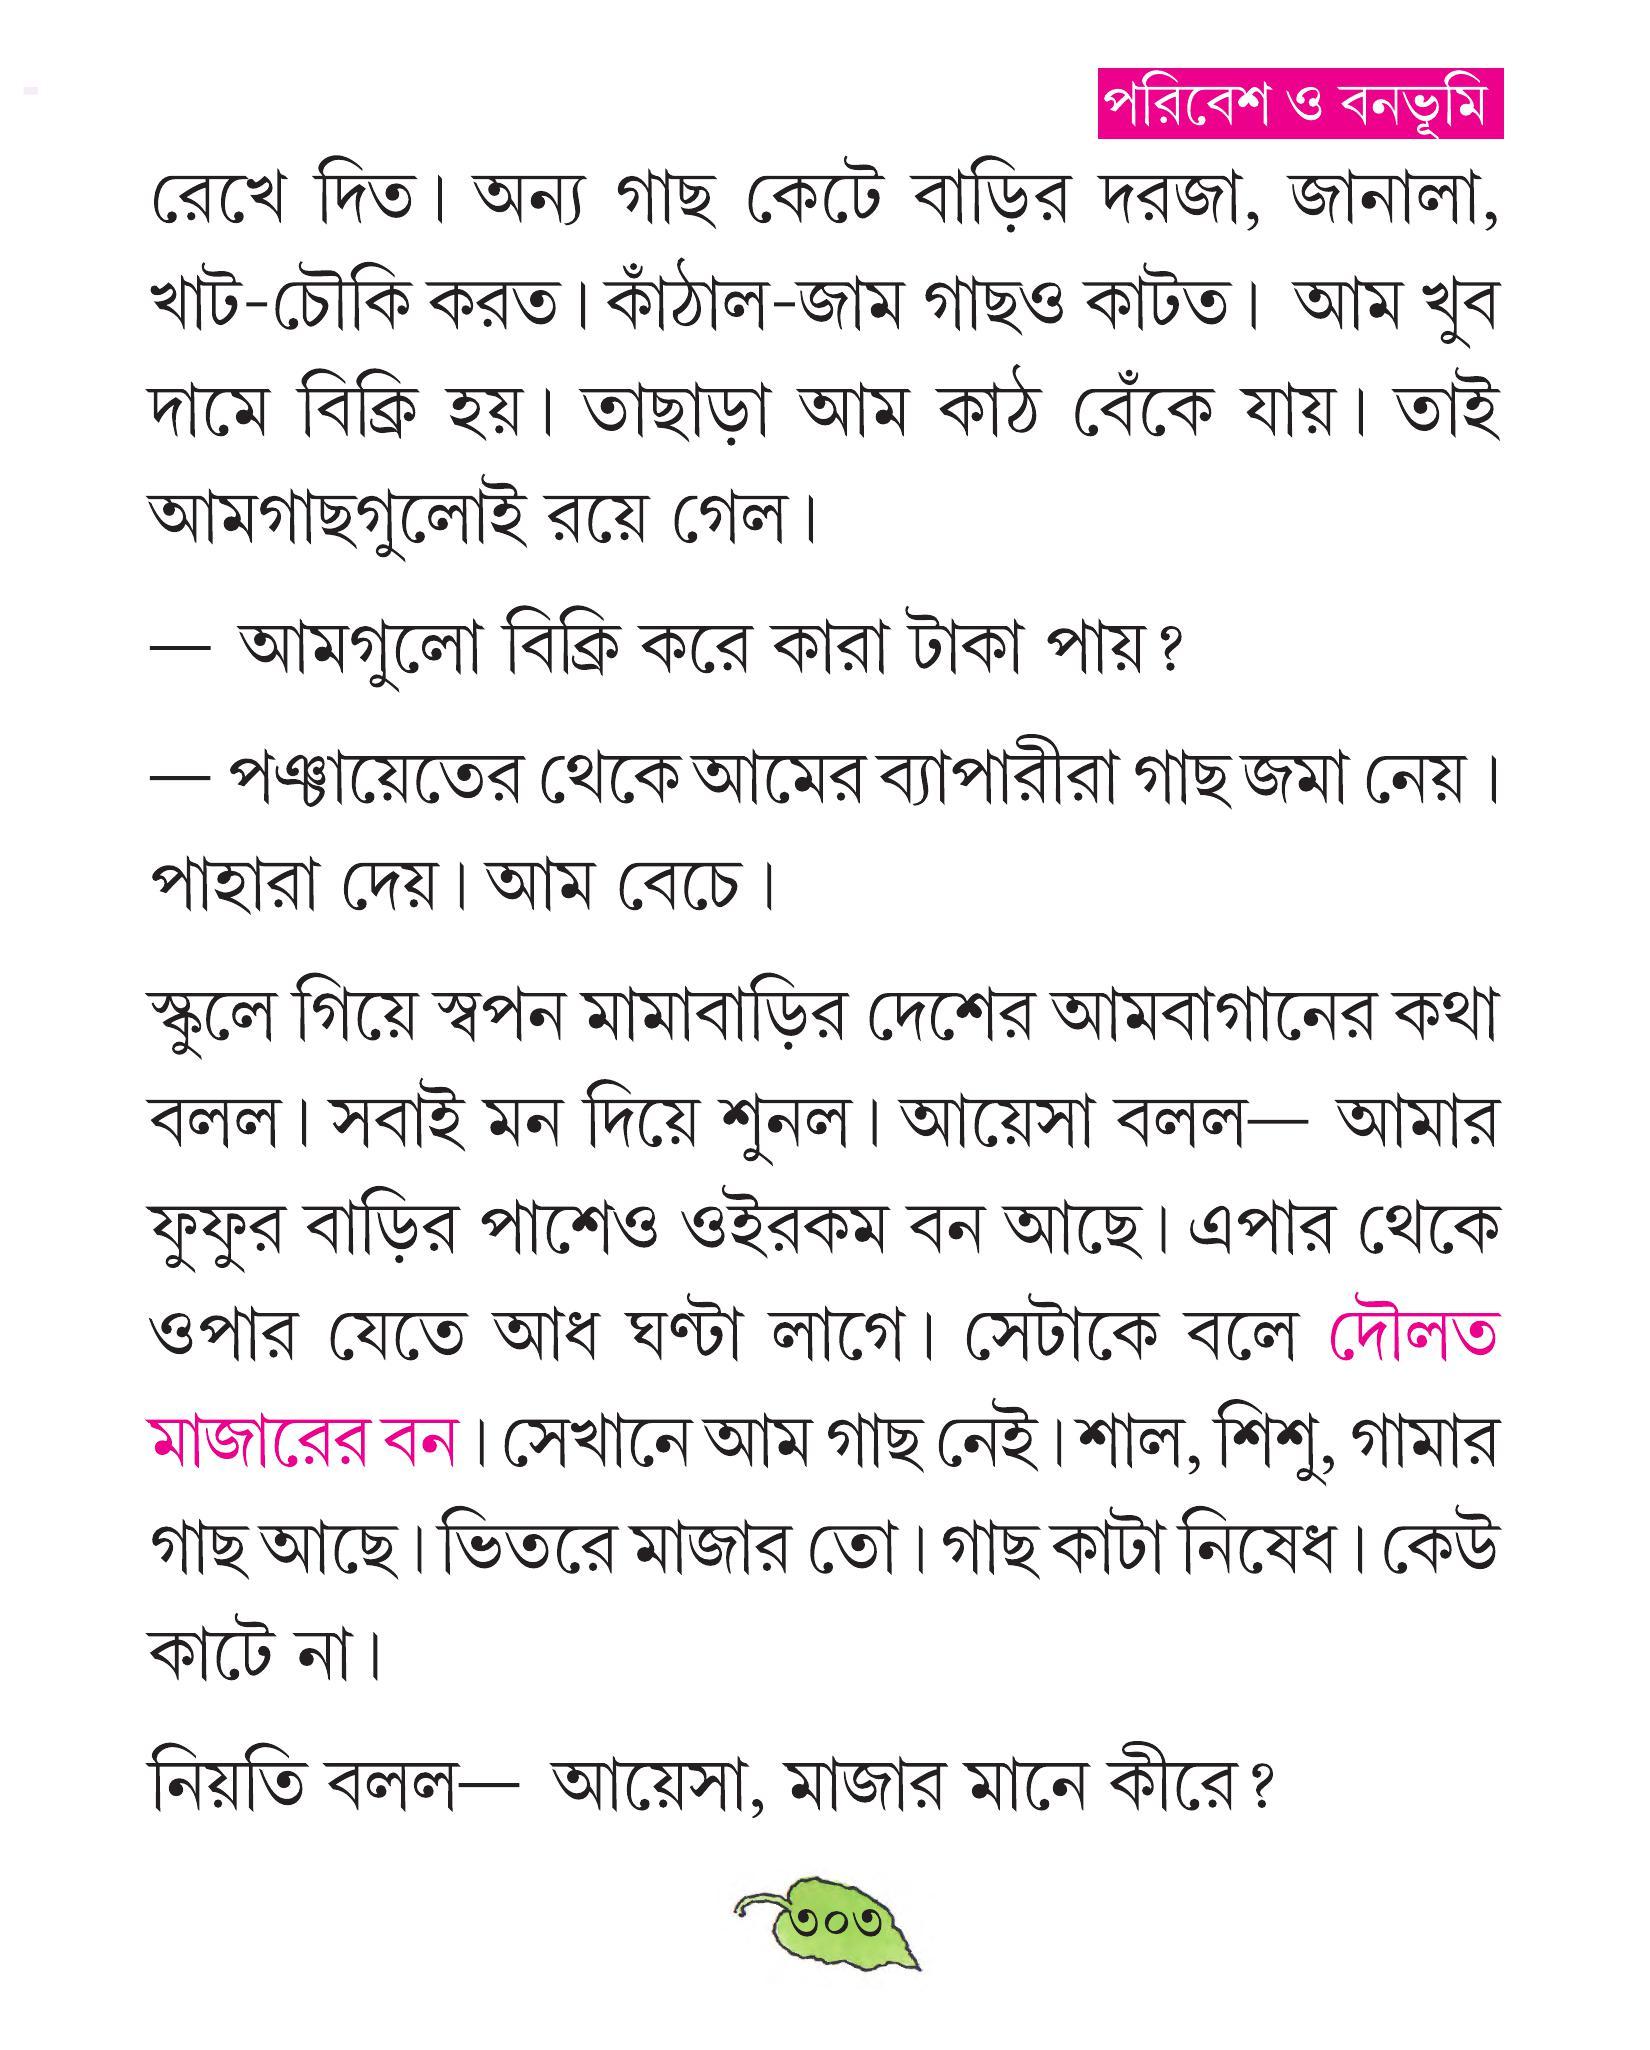 পরিবেশ ও বনভূমি
রেখে দিত। অন্য গাছ কেটে বাড়ির দরজা, জানালা,
খাট-চৌকি করত। কাঁঠাল-জাম গাছও কাটত। আম খুব
দামে বিক্রি হয়। তাছাড়া আম কাঠ বেঁকে যায়। তাই
আমগাছগুলোই রয়ে গেল।
— আমগুলো বিক্রি করে কারা টাকা পায়?
— পঞ্চায়েতের থেকে আমের ব্যাপারীরা গাছ জমা নেয়।
পাহারা দেয়। আম বেচে।
স্কুলে গিয়ে স্বপন মামাবাড়ির দেশের আমবাগানের কথা
বলল। সবাই মন দিয়ে শুনল। আয়েসা বলল— আমার
ফুফুর বাড়ির পাশেও ওইরকম বন আছে। এপার থেকে
ওপার যেতে আধ ঘণ্টা লাগে। সেটাকে বলে দৌলত
মাজারের বন। সেখানে আম গাছ নেই। শাল, শিশু, গামার
গাছ আছে। ভিতরে মাজার তো। গাছ কাটা নিষেধ। কেউ
কাটে না।
নিয়তি বলল— আয়েসা, মাজার মানে কীরে?
৩০৩